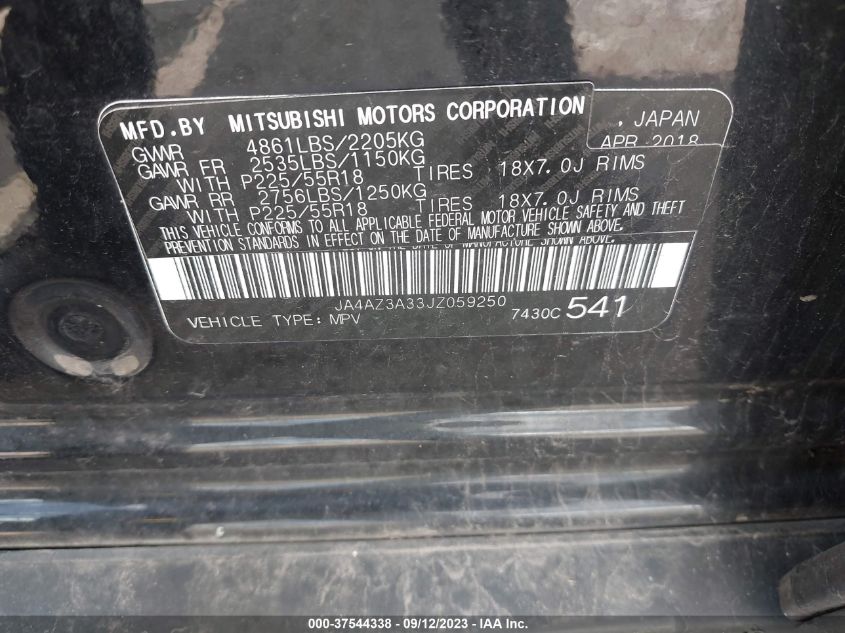 MFD.BY MITSUBISHI MOTORS CORPORATION , JAPAN
GVWR 4861LBS/2205KG APR 2018
GAWR FR 2535LBS/1150KG
WITH P225/55R18 TIRES 18X7.0J RIMS
GAWR RR 2756LBS/1250KG
WITH P225/55R18 TIRES 18X7.0J RIMS
THIS VEHICLE CONFORMS TO ALL APPLICABLE FEDERAL MOTOR VEHICLE SAFETY AND THEFT
PREVENTION STANDARDS IN EFFECT ON THE DATE OF MANUFACTURE SHOWN ABOVE.
JA4AZ3A33JZ059250
VEHICLE TYPE: MPV 7430C 541
000-37544338 - 09/12/2023 - © IAA Inc.